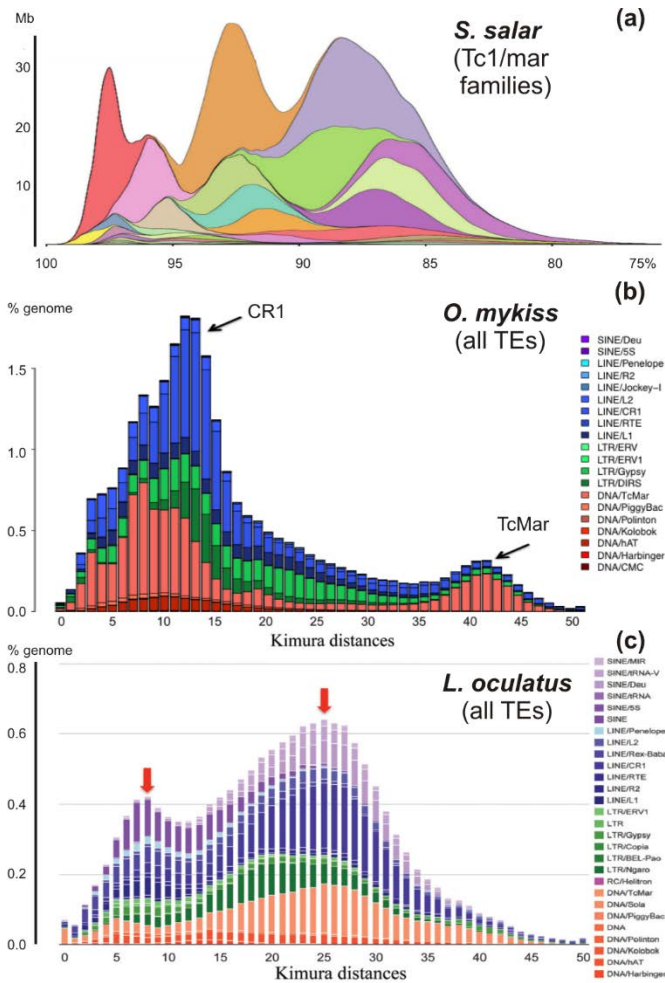 Mb
(a)
S. salar
(Tc1/mar
families)
30
20
10
100 95 90 85 75%
% genome
(b)
CR1
O. mykiss
(all TEs)
SINE/Deu
SINE/5S
LINE/Penelope
LINE/R2
LINE/Jockey-I
LINE/L2
LINE/CR1
LINE/RTE
LINE/L1
LTR/ERV
LTR/ERV1
LTR/Gypsy
LTR/DIRS
DNA/TcMar
DNA/PiggyBac
DNA/Polinton
DNA/Kolobok
DNA/hAT
DNA/Harbinger
DNA/CMC
1.5
1.0
0.5
0.0
TcMar
0 5 10 15 20 25 30 35 40 45 50
Kimura distances
% genome
(c)
L. oculatus
(all TEs)
0.8
0.6
0.4
0.2
0.0
SINE/MIR
SINE/tRNA-V
SINE/Deu
SINE/tRNA
SINE/5S
SINE
LINE/Penelope
LINE/L2
LINE/Rex-Baba
LINE/CR1
LINE/RTE
LINE/R2
LINE/L1
LTR/ERV1
LTR
LTR/Gypsy
LTR/Copia
LTR/BEL-Pao
LTR/Ngaro
RC/Helitron
DNA/TcMar
DNA/Sola
DNA/PiggyBac
DNA
DNA/Polinton
DNA/Kolobok
DNA/hAT
DNA/Harbinger
0 5 10 15 20 25 30 35 40 45 50
Kimura distances